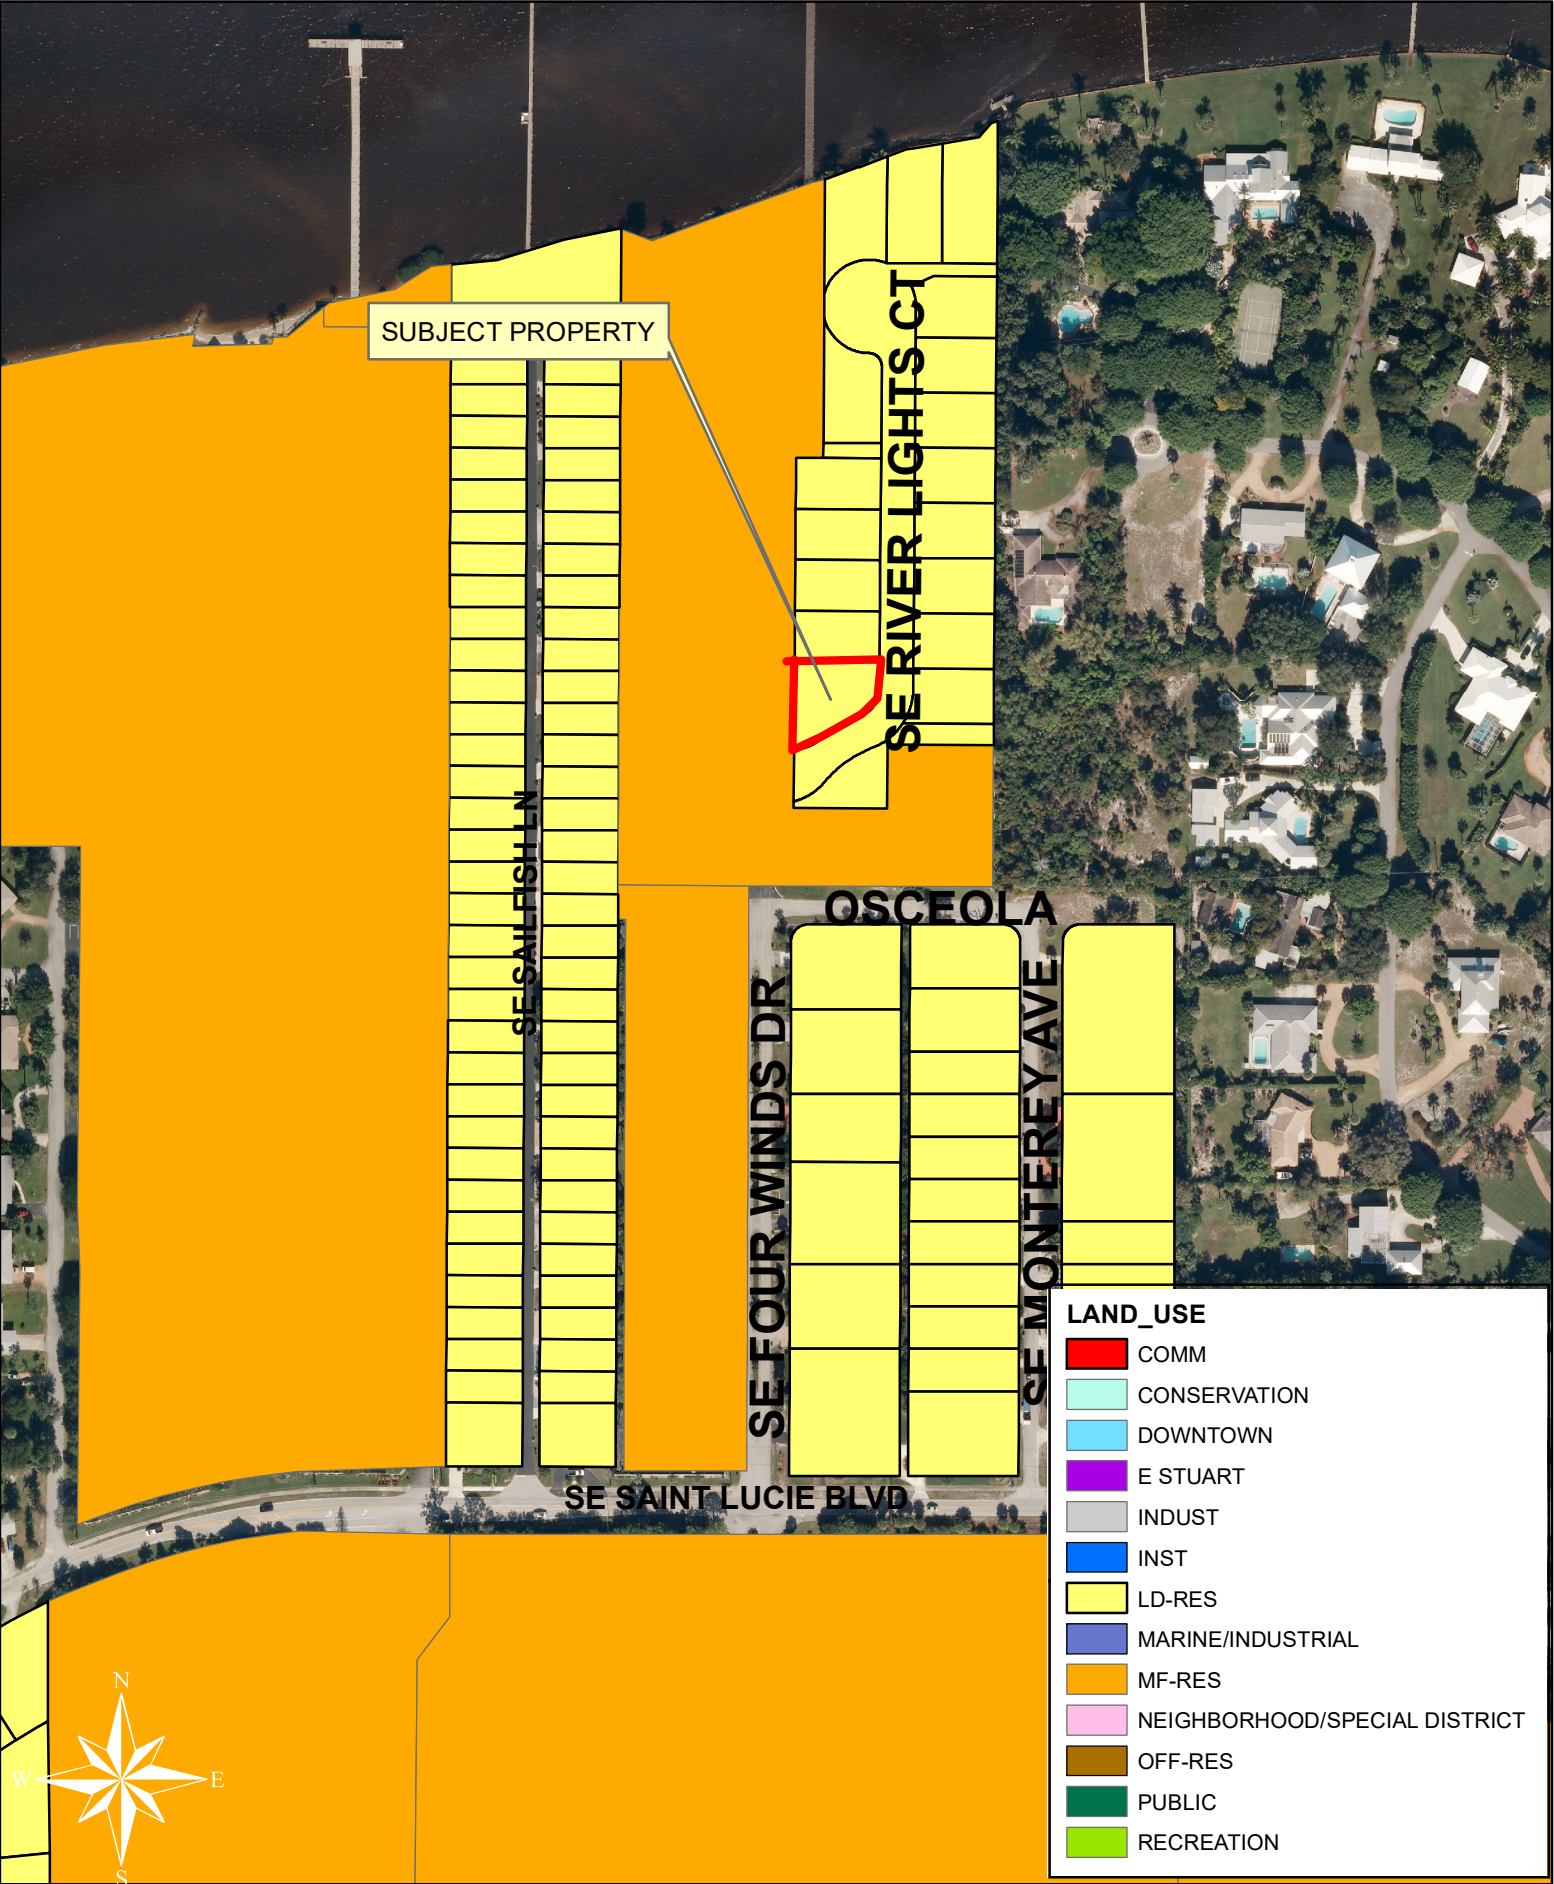 SUBJECT PROPERTY
SE RIVER LIGHTS CT
SE SAILFISH LN
OSCEOLA
SE FOUR WINDS DR
SE MONTEREY AVE
SE SAINT LUCIE BLVD
LAND_USE
COMM
CONSERVATION
DOWNTOWN
E STUART
INDUST
INST
LD-RES
MARINE/INDUSTRIAL
MF-RES
NEIGHBORHOOD/SPECIAL DISTRICT
OFF-RES
PUBLIC
RECREATION
N
W E
S